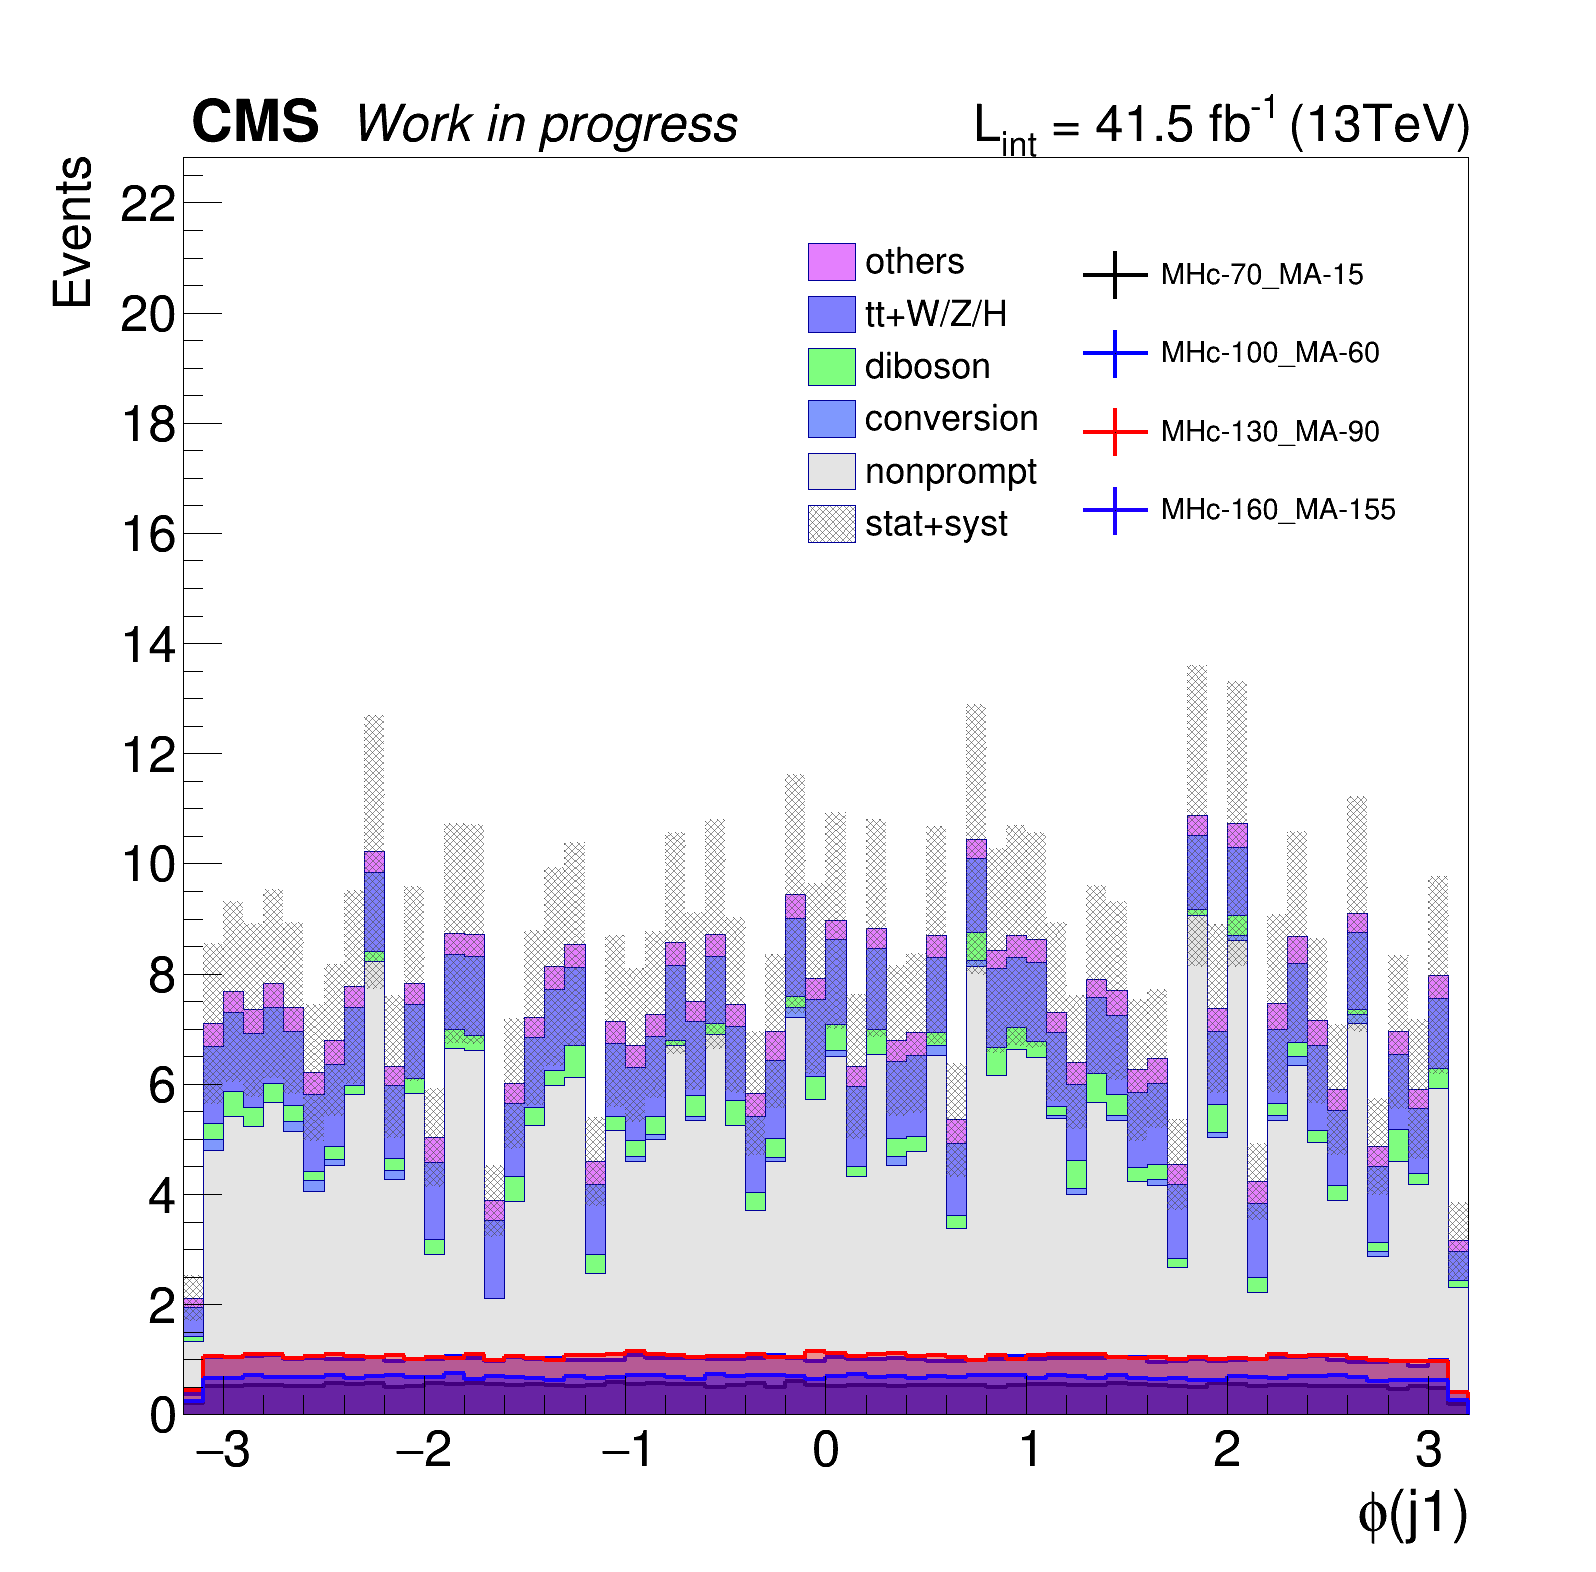 CMS Work in progress
L_int = 41.5 fb^-1 (13TeV)
Events
22
20
18
16
14
12
10
8
6
4
2
0
others
tt+W/Z/H
diboson
conversion
nonprompt
stat+syst
MHc-70_MA-15
MHc-100_MA-60
MHc-130_MA-90
MHc-160_MA-155
−3 −2 −1 0 1 2 3
ϕ(j1)